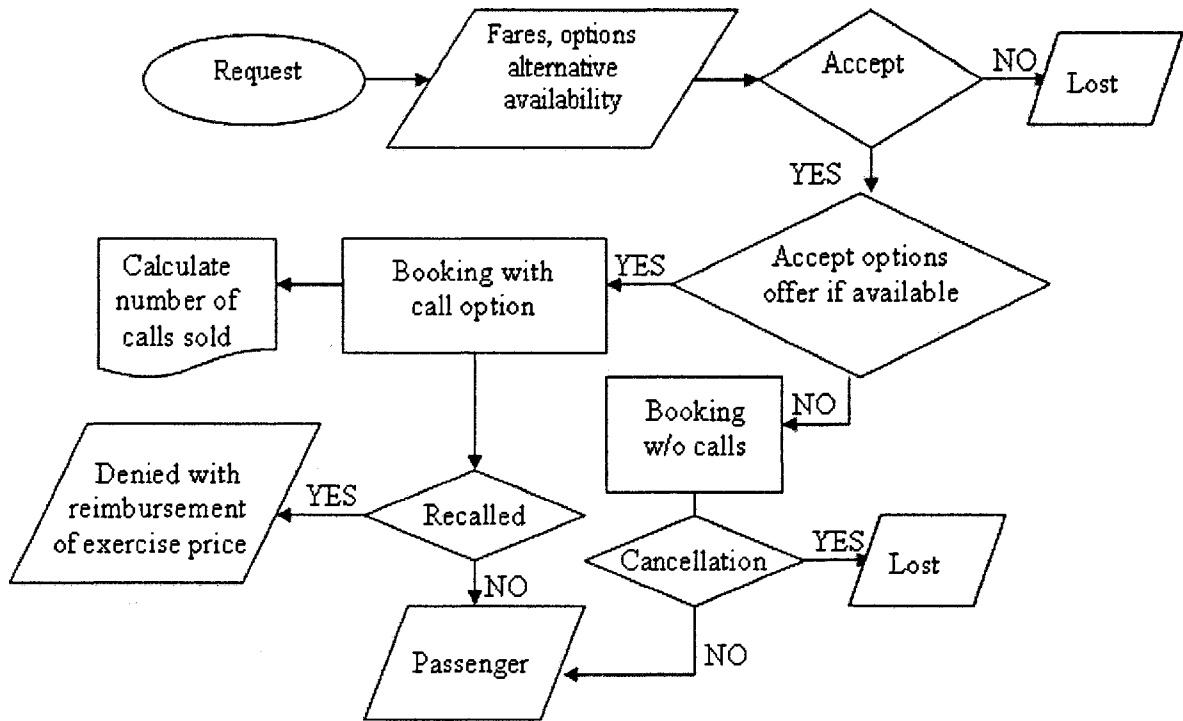 Request
Fares, options
alternative
availability
Accept
NO
Lost
YES
Accept options
offer if available
YES
Booking with
call option
Calculate
number of
calls sold
NO
Booking
w/o calls
Denied with
reimbursement
of exercise price
YES
Recalled
Cancellation
YES
Lost
NO
Passenger
NO